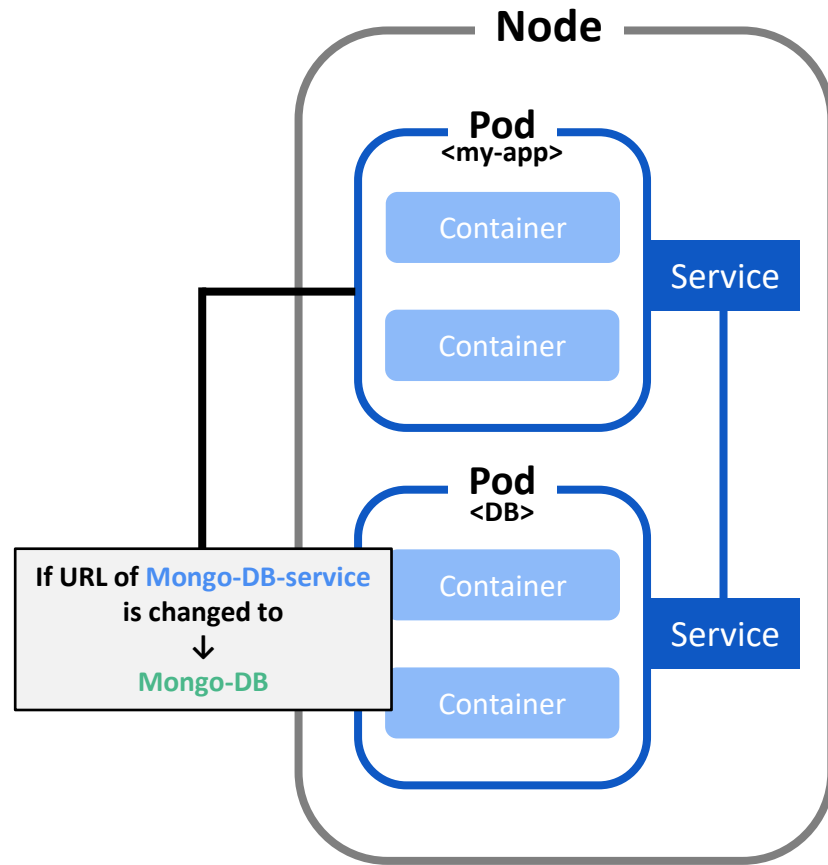 Node
Pod
<my-app>
Container
Service
Container
Pod
<DB>
If URL of Mongo-DB-service
is changed to
↓
Mongo-DB
Container
Service
Container